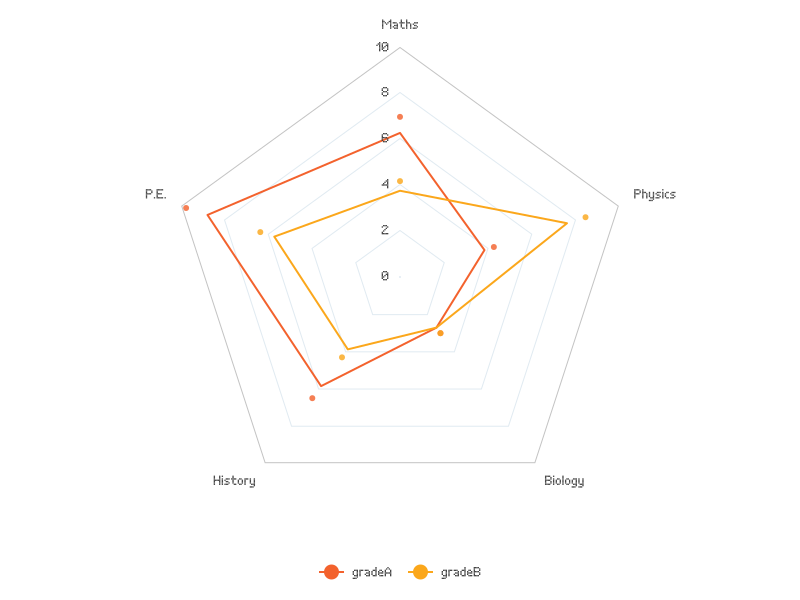 Maths
10
8
6
4
2
0
P.E.
Physics
History
Biology
gradeA
gradeB